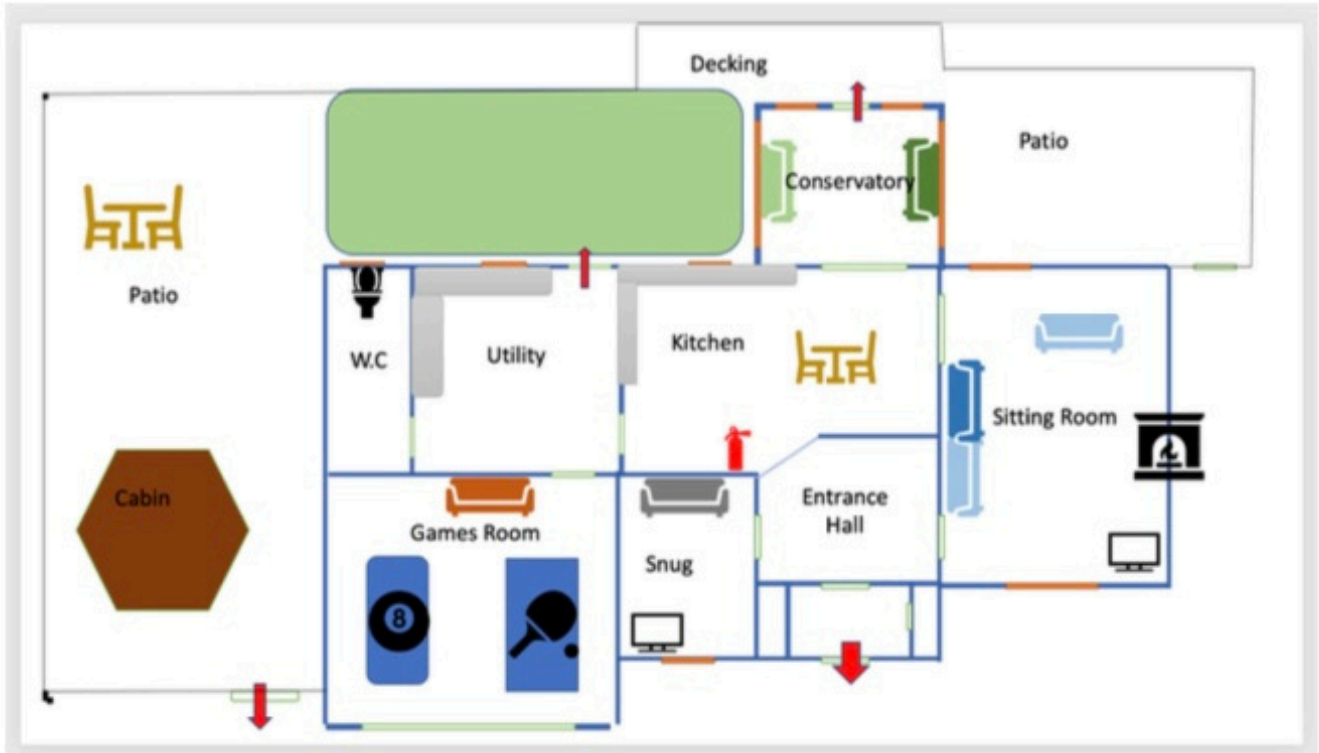 Decking
Patio
Conservatory
Patio
Kitchen
W.C
Utility
Sitting Room
Cabin
Entrance
Hall
Games Room
Snug
8